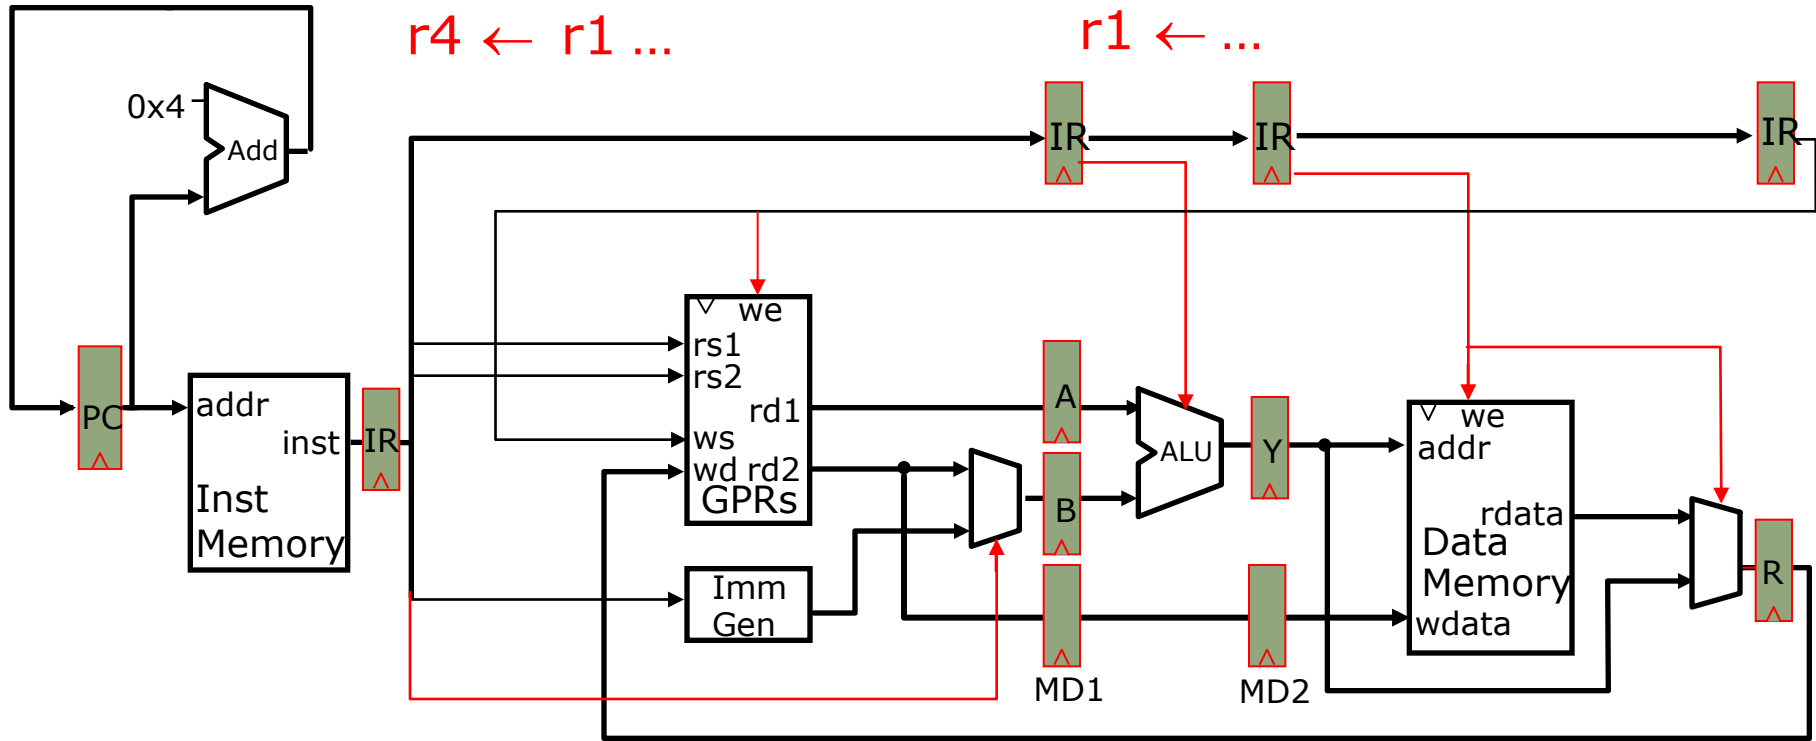 r4 ← r1 ...
r1 ← ...
0x4
Add
IR
IR
IR
we
rs1
rs2
rd1
ws
wd rd2
GPRs
PC
addr
inst
Inst
Memory
IR
A
B
ALU
Y
we
addr
rdata
Data
Memory
wdata
R
Imm
Gen
MD1
MD2